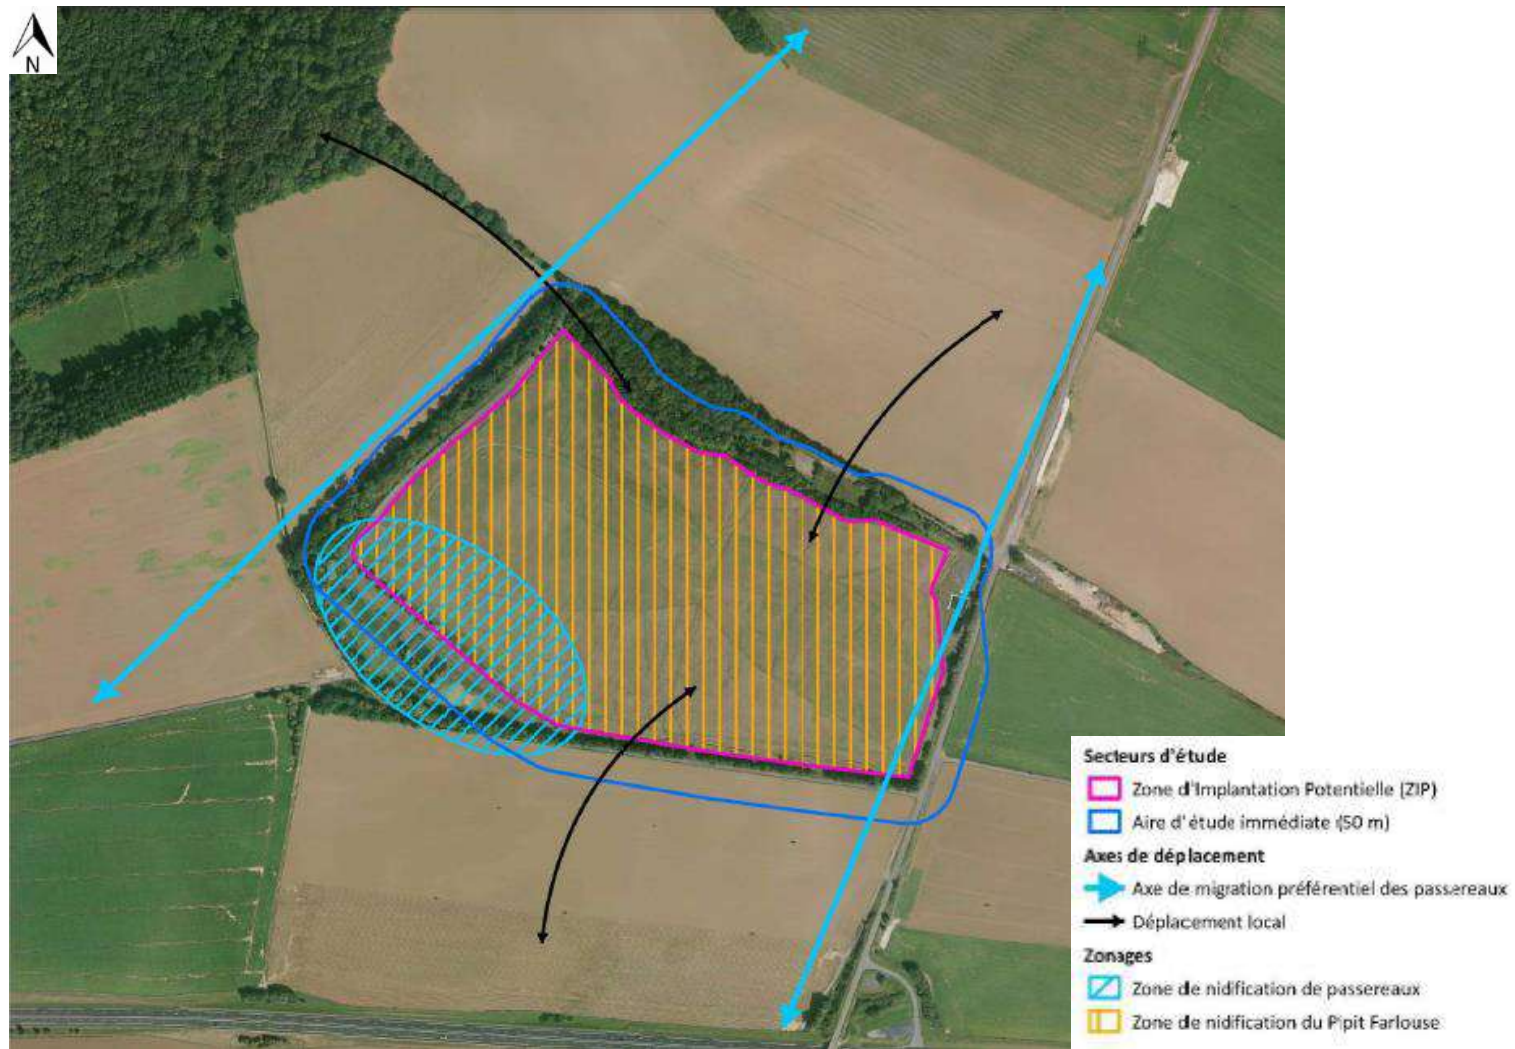 N
Secteurs d'étude
Zone d'Implantation Potentielle (ZIP)
Aire d'étude immédiate (50 m)
Axes de déplacement
Axe de migration préférentiel des passereaux
Déplacement local
Zonages
Zone de nidification de passereaux
Zone de nidification du Pipit Farlouse